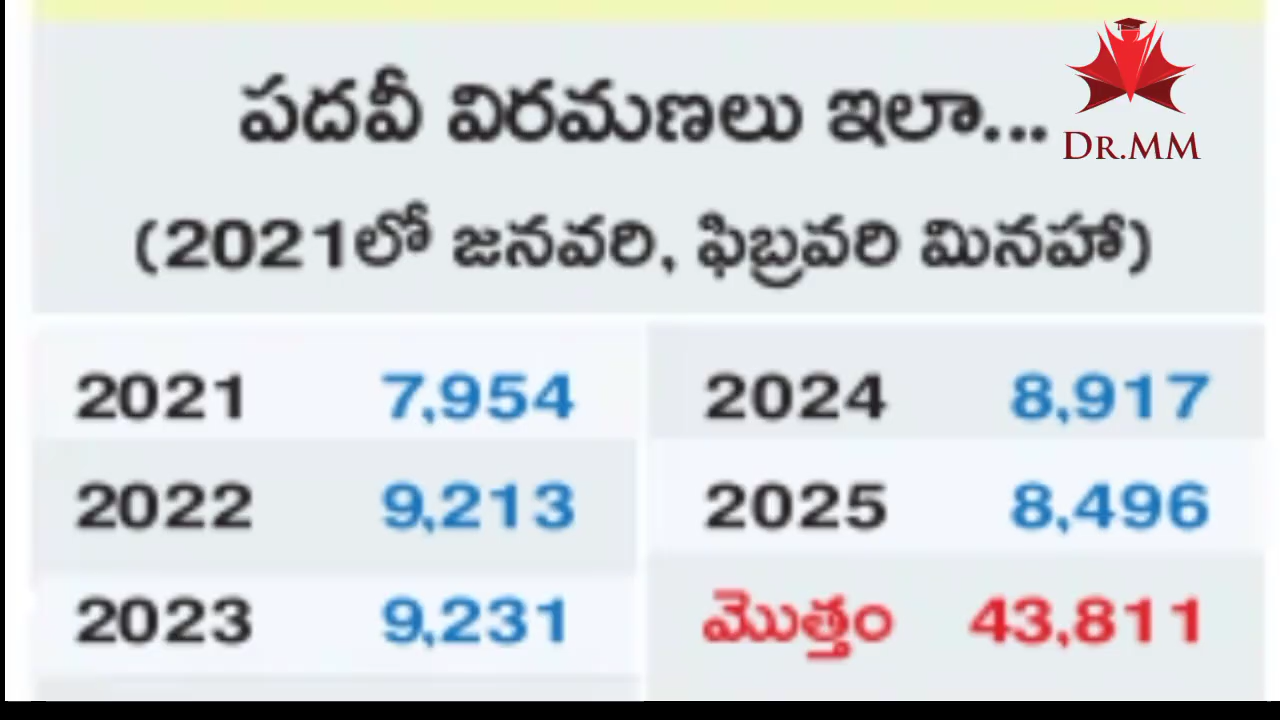 పదవీ విరమణలు ఇలా...
DR.MM
(2021లో జనవరి, ఫిబ్రవరి మినహా)
2021 7,954 2024 8,917
2022 9,213 2025 8,496
2023 9,231 మొత్తం 43,811